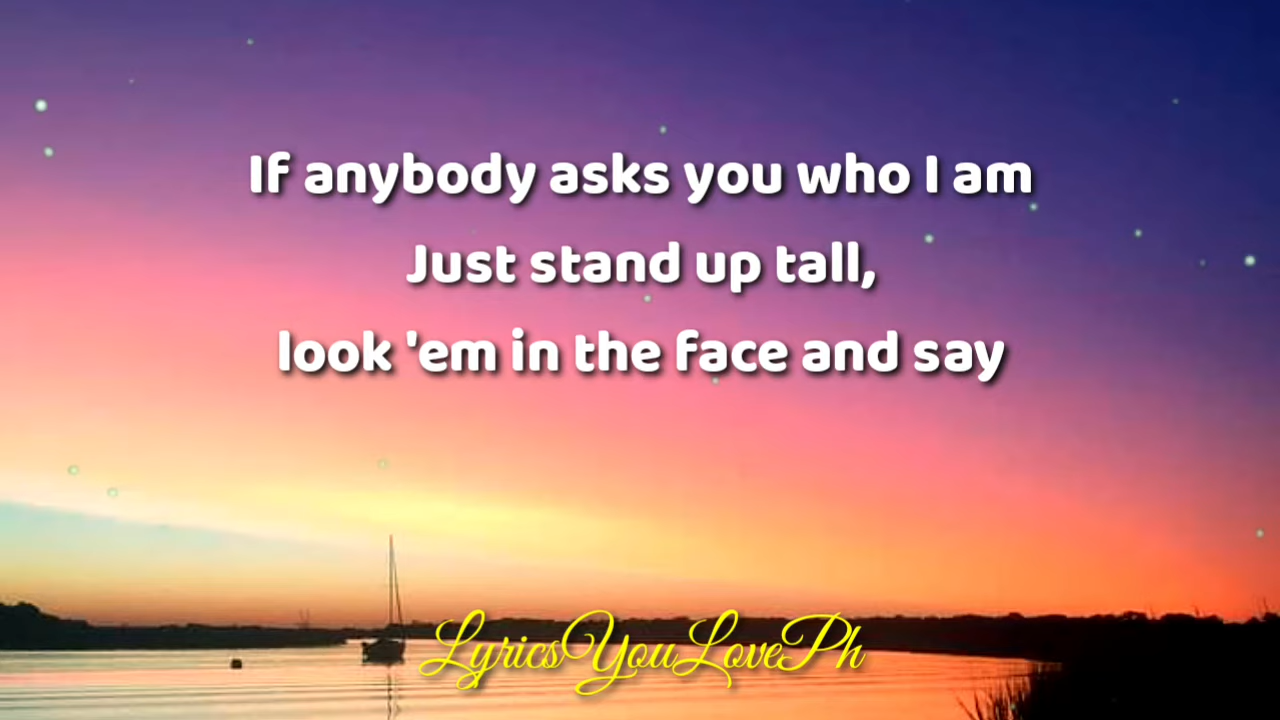 If anybody asks you who I am
Just stand up tall,
look 'em in the face and say
LyricsYouLovePh